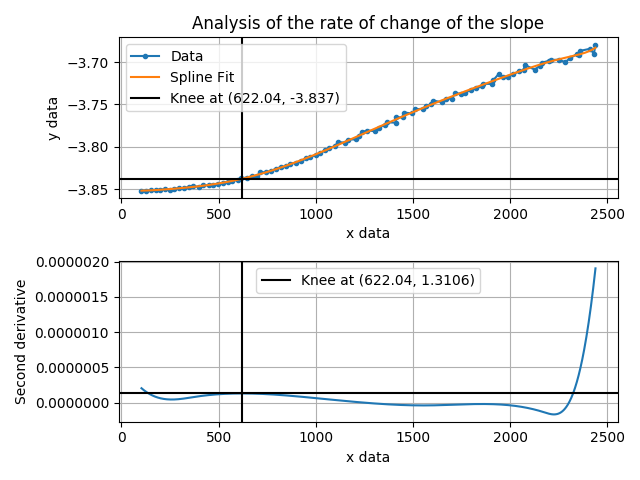 Analysis of the rate of change of the slope
Data
Spline Fit
Knee at (622.04, -3.837)
y data
−3.70
−3.75
−3.80
−3.85
0
500
1000
1500
2000
2500
x data
Knee at (622.04, 1.3106)
Second derivative
0.0000020
0.0000015
0.0000010
0.0000005
0.0000000
0
500
1000
1500
2000
2500
x data